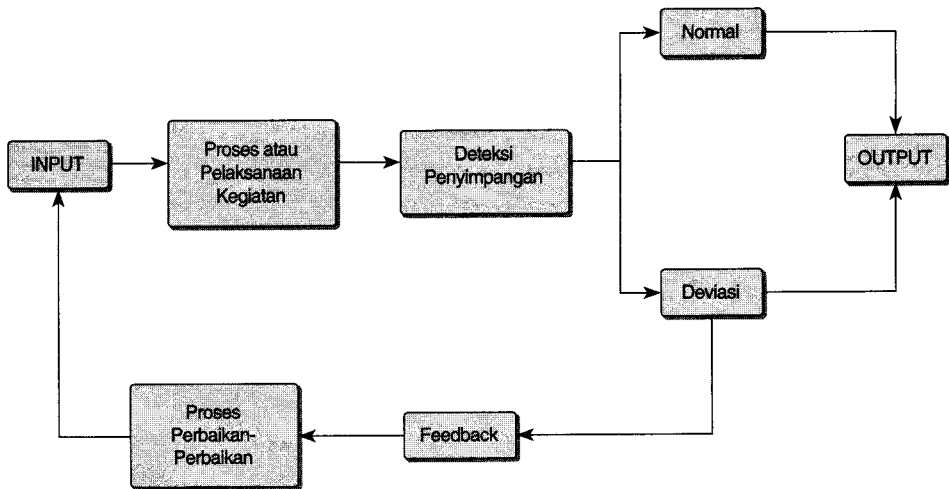 INPUT
Proses atau
Pelaksanaan
Kegiatan
Deteksi
Penyimpangan
Normal
OUTPUT
Deviasi
Proses
Perbaikan-
Perbaikan
Feedback